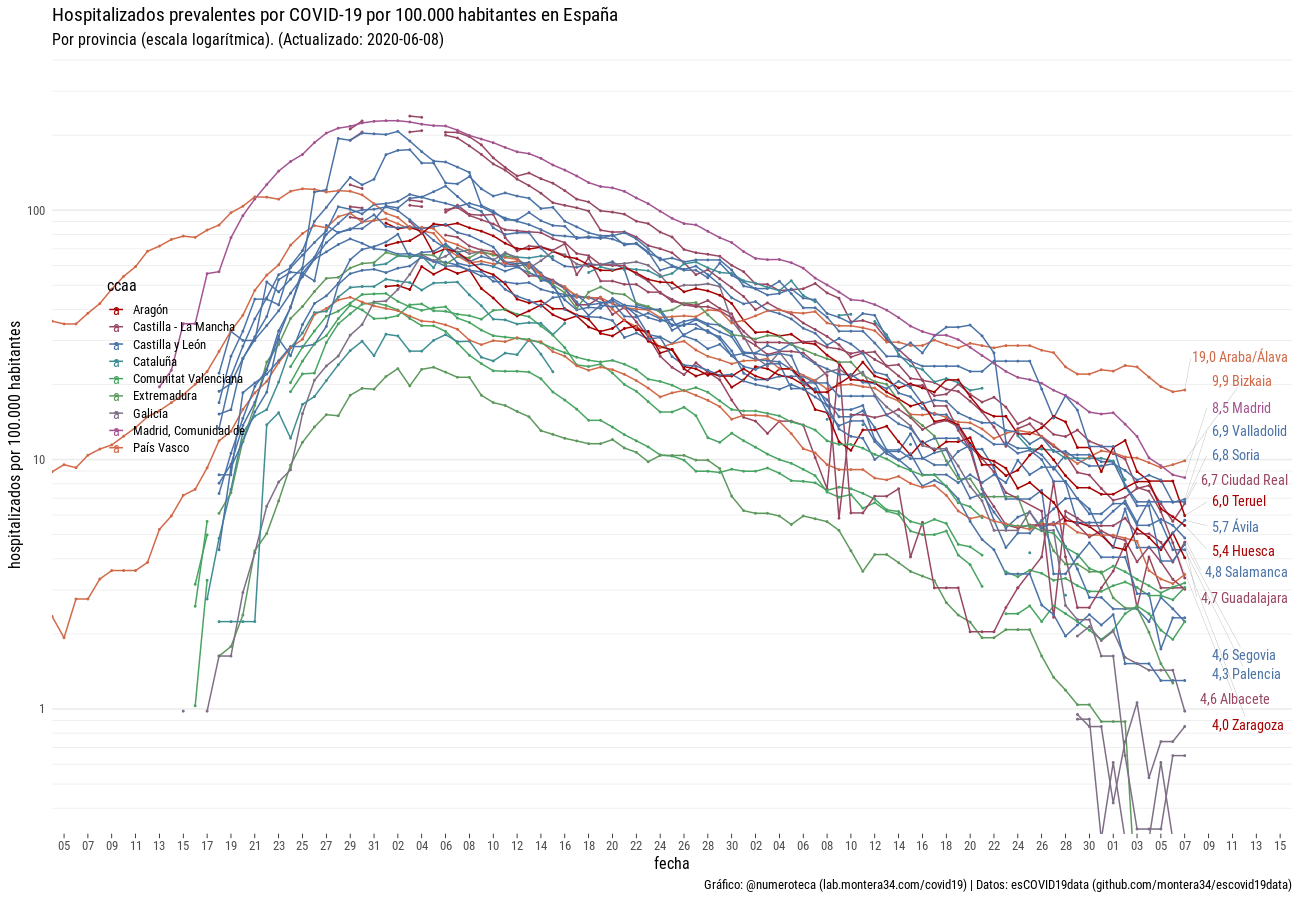 Hospitalizados prevalentes por COVID-19 por 100.000 habitantes en España
Por provincia (escala logarítmica). (Actualizado: 2020-06-08)
hospitalizados por 100.000 habitantes
100
10
1
ccaa
Aragón
Castilla - La Mancha
Castilla y León
Cataluña
Comunitat Valenciana
Extremadura
Galicia
Madrid, Comunidad de
País Vasco
19,0 Araba/Álava
9,9 Bizkaia
8,5 Madrid
6,9 Valladolid
6,8 Soria
6,7 Ciudad Real
6,0 Teruel
5,7 Ávila
5,4 Huesca
4,8 Salamanca
4,7 Guadalajara
4,6 Segovia
4,3 Palencia
4,6 Albacete
4,0 Zaragoza
05 07 09 11 13 15 17 19 21 23 25 27 29 31 02 04 06 08 10 12 14 16 18 20 22 24 26 28 30 02 04 06 08 10 12 14 16 18 20 22 24 26 28 30 01 03 05 07 09 11 13 15
fecha
Gráfico: @numeroteca (lab.montera34.com/covid19) | Datos: esCOVID19data (github.com/montera34/escovid19data)